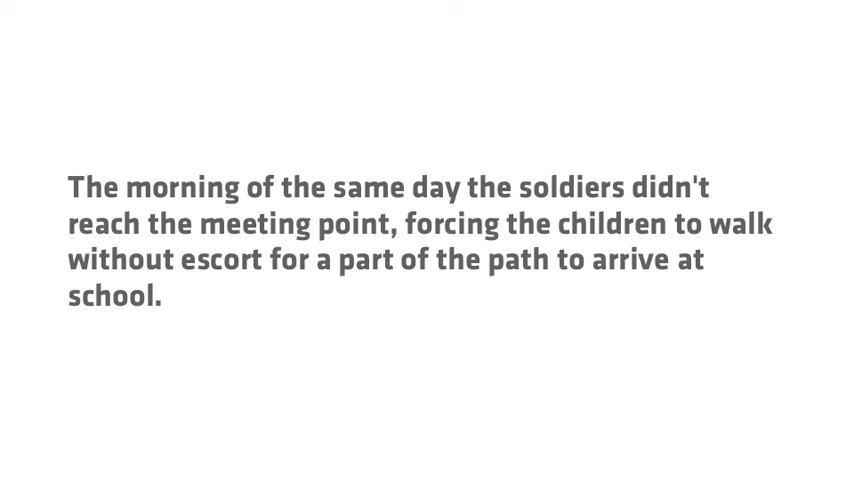 The morning of the same day the soldiers didn't
reach the meeting point, forcing the children to walk
without escort for a part of the path to arrive at
school.